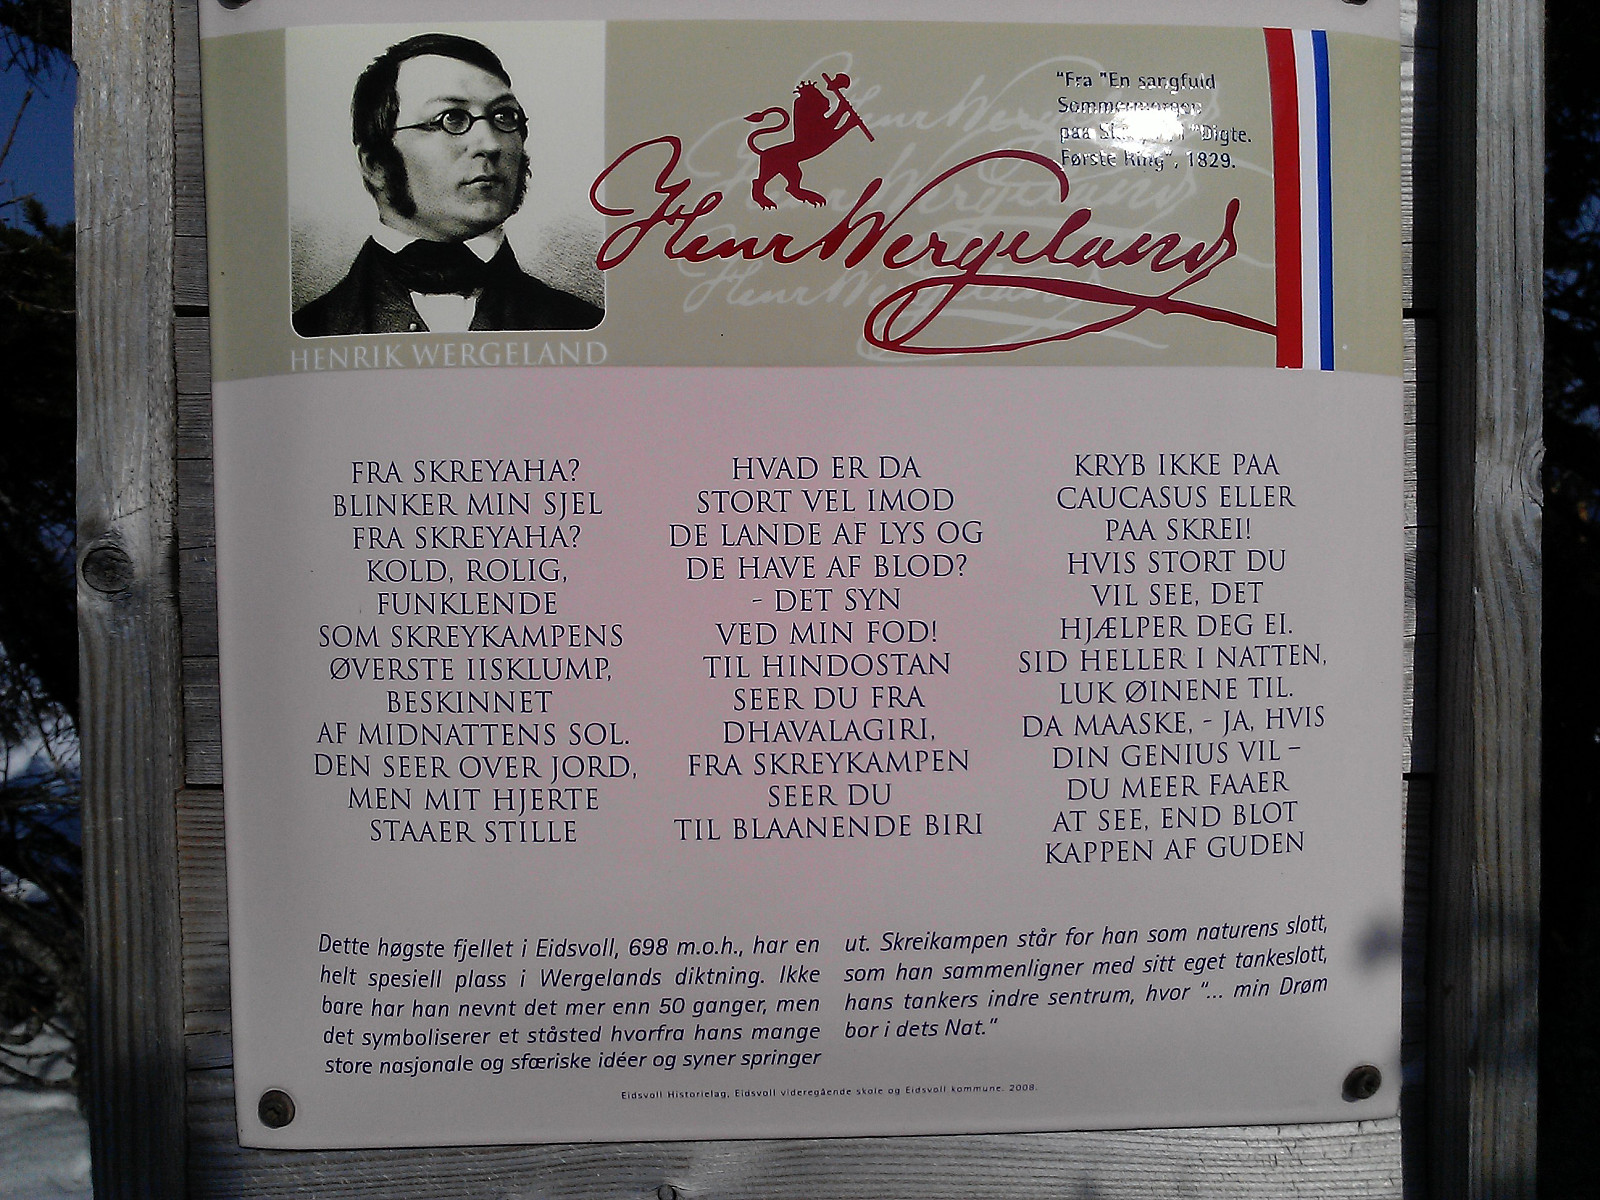 "Fra "En sangfuld
Sommermorgen
paa "Digte.
Første Ring", 1829.
Henr Wergeland
HENRIK WERGELAND
FRA SKREYAHA?
BLINKER MIN SJEL
FRA SKREYAHA?
KOLD, ROLIG,
FUNKLENDE
SOM SKREYKAMPENS
ØVERSTE IISKLUMP,
BESKINNET
AF MIDNATTENS SOL.
DEN SEER OVER JORD,
MEN MIT HJERTE
STAAER STILLE
HVAD ER DA
STORT VEL IMOD
DE LANDE AF LYS OG
DE HAVE AF BLOD?
- DET SYN
VED MIN FOD!
TIL HINDOSTAN
SEER DU FRA
DHAVALAGIRI,
FRA SKREYKAMPEN
SEER DU
TIL BLAANENDE BIRI
KRYB IKKE PAA
CAUCASUS ELLER
PAA SKREI!
HVIS STORT DU
VIL SEE, DET
HJÆLPER DEG EI.
SID HELLER I NATTEN,
LUK ØINENE TIL.
DA MAASKE, - JA, HVIS
DIN GENIUS VIL –
DU MEER FAAER
AT SEE, END BLOT
KAPPEN AF GUDEN
Dette høgste fjellet i Eidsvoll, 698 m.o.h., har en
helt spesiell plass i Wergelands diktning. Ikke
bare har han nevnt det mer enn 50 ganger, men
det symboliserer et ståsted hvorfra hans mange
store nasjonale og sfæriske idéer og syner springer
ut. Skreikampen står for han som naturens slott,
som han sammenligner med sitt eget tankeslott,
hans tankers indre sentrum, hvor "... min Drøm
bor i dets Nat."
Eidsvoll Historielag, Eidsvoll videregående skole og Eidsvoll kommune. 2008.